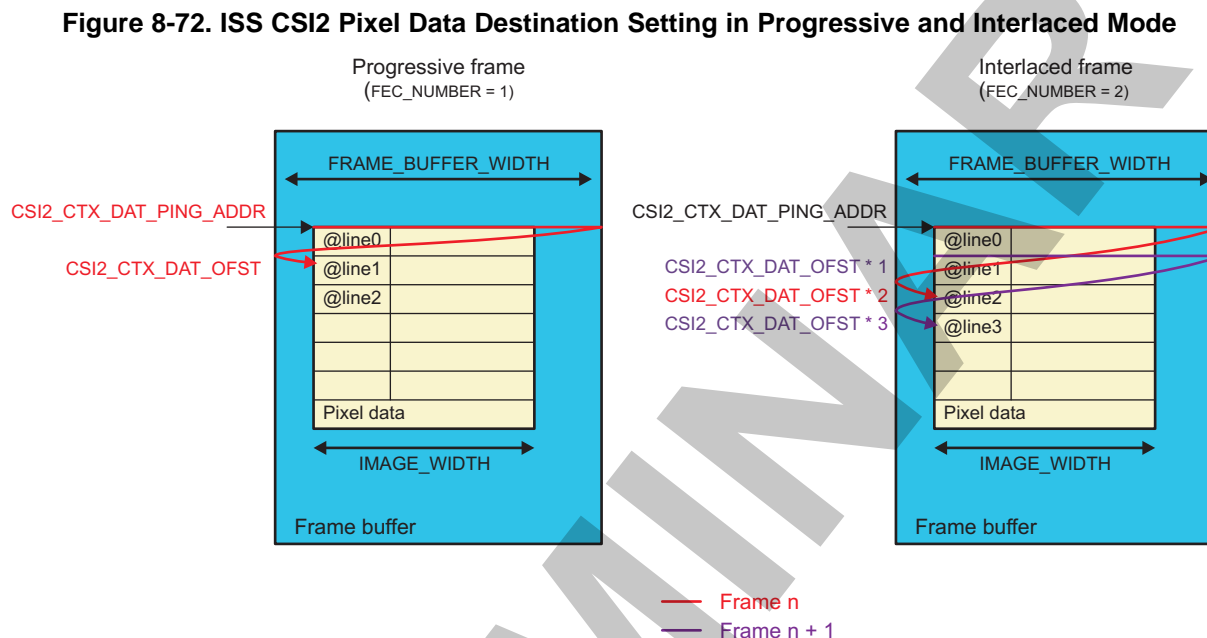 Figure 8-72. ISS CSI2 Pixel Data Destination Setting in Progressive and Interlaced Mode
Progressive frame
(FEC_NUMBER = 1)
FRAME_BUFFER_WIDTH
CSI2_CTX_DAT_PING_ADDR
@line0
CSI2_CTX_DAT_OFST
@line1
@line2
Pixel data
IMAGE_WIDTH
Frame buffer
Interlaced frame
(FEC_NUMBER = 2)
FRAME_BUFFER_WIDTH
CSI2_CTX_DAT_PING_ADDR
@line0
CSI2_CTX_DAT_OFST * 1
@line1
CSI2_CTX_DAT_OFST * 2
@line2
CSI2_CTX_DAT_OFST * 3
@line3
Pixel data
IMAGE_WIDTH
Frame buffer
Frame n
Frame n + 1
MINAR